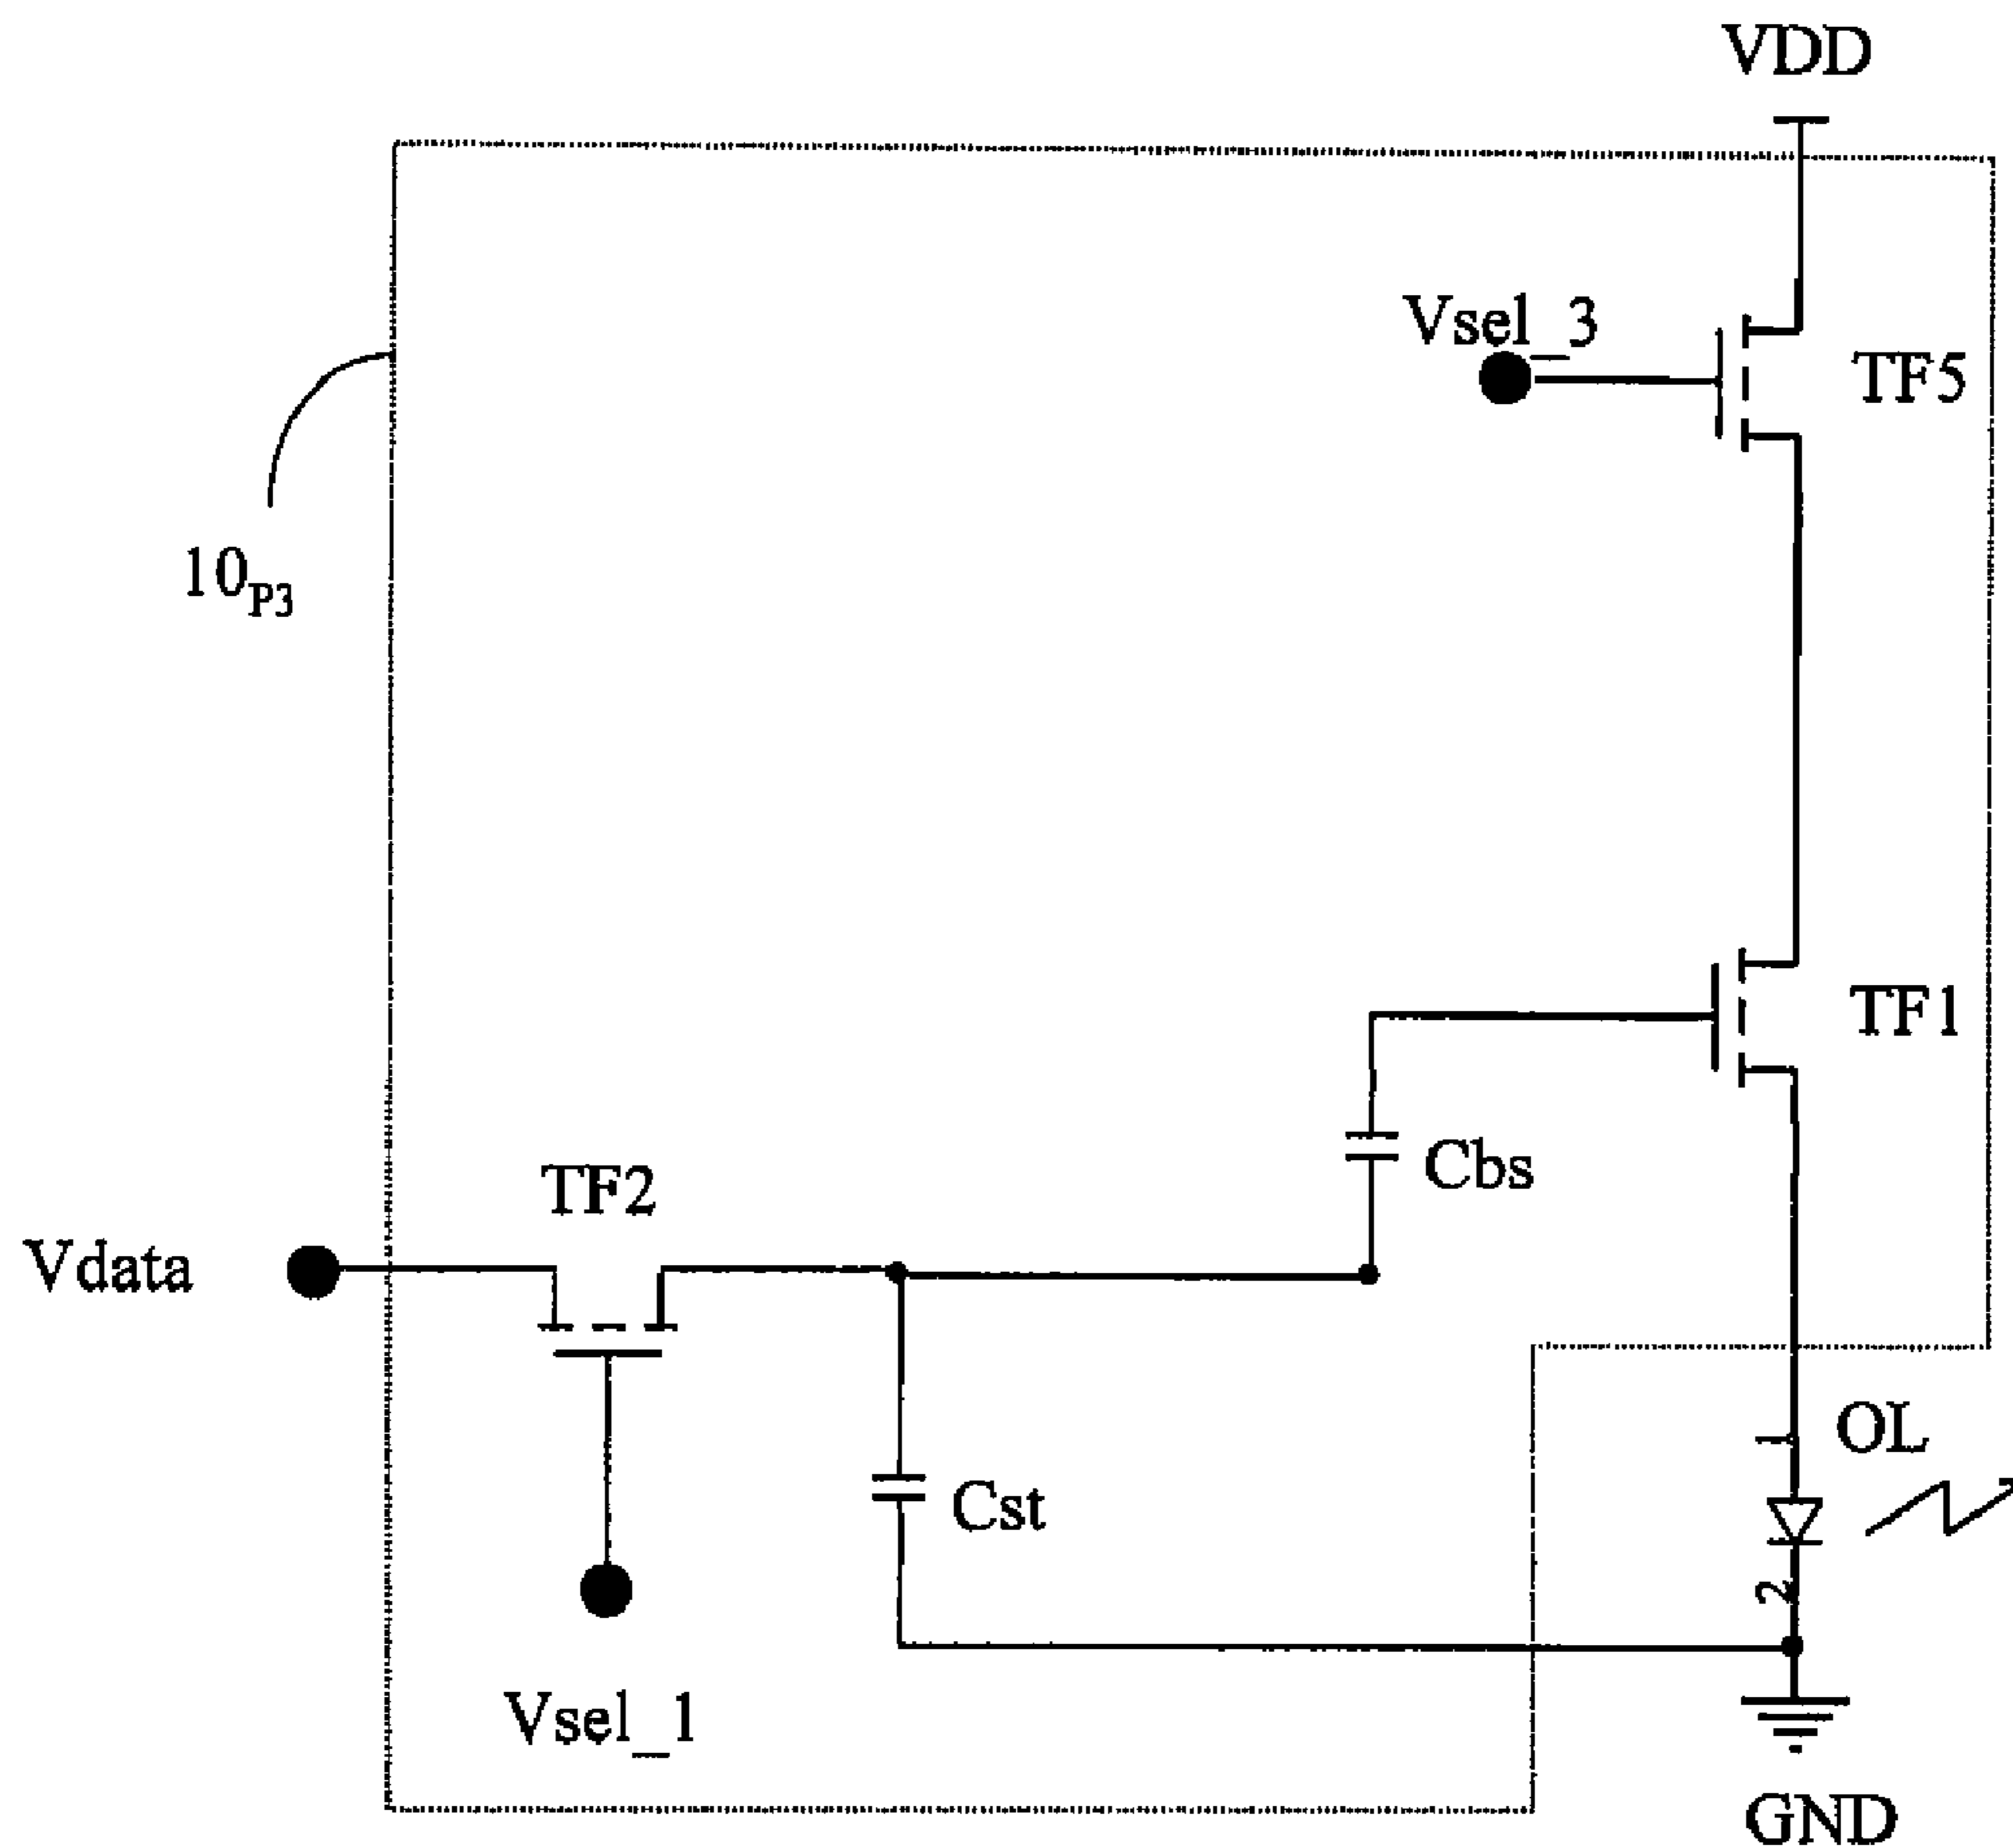 VDD
Vsel_3
TF5
10P3
TF1
Cbs
TF2
Vdata
1
OL
Cst
2
Vsel_1
GND